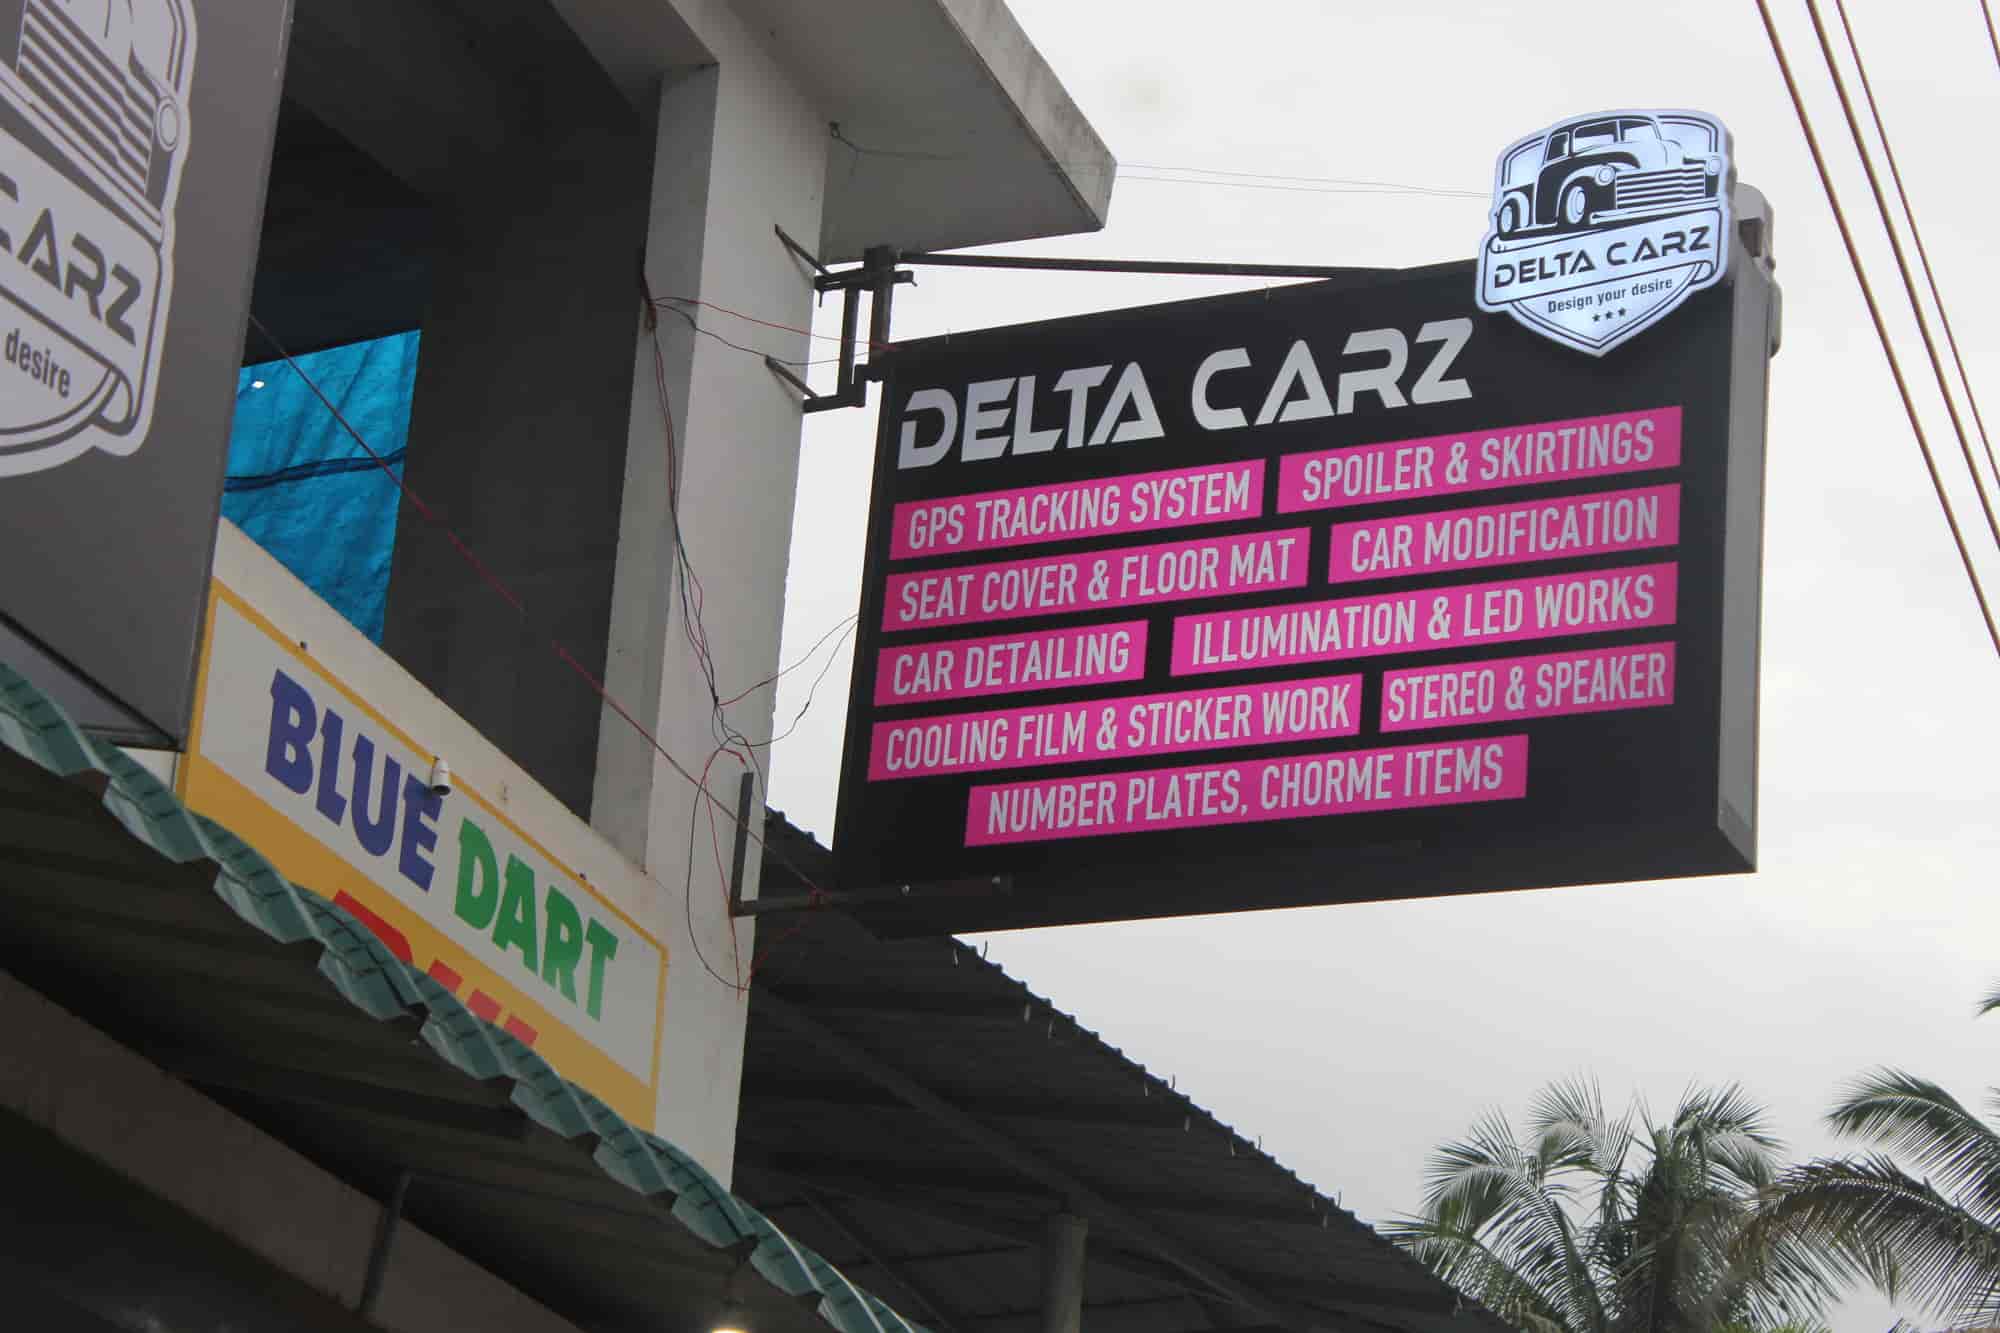 CARZ
desire
DELTA CARZ
Design your desire
DELTA CARZ
GPS TRACKING SYSTEM
SPOILER & SKIRTINGS
SEAT COVER & FLOOR MAT
CAR MODIFICATION
CAR DETAILING
ILLUMINATION & LED WORKS
COOLING FILM & STICKER WORK
STEREO & SPEAKER
NUMBER PLATES, CHORME ITEMS
BLUE DART